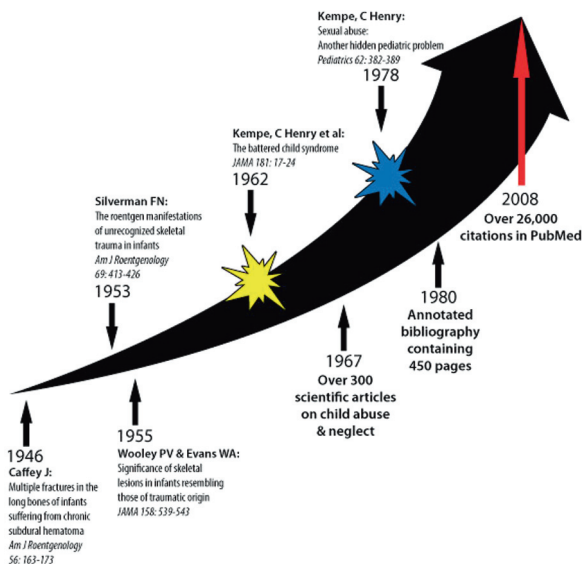 Kempe, C Henry:
Sexual abuse:
Another hidden pediatric problem
Pediatrics 62: 382-389
1978
Kempe, C Henry et al:
The battered child syndrome
JAMA 181: 17-24
1962
Silverman FN:
The roentgen manifestations
of unrecognized skeletal
trauma in infants
Am J Roentgenology
69: 413-426
1953
1946
Caffey J:
Multiple fractures in the
long bones of infants
suffering from chronic
subdural hematoma
Am J Roentgenology
56: 163-173
1955
Wooley PV & Evans WA:
Significance of skeletal
lesions in infants resembling
those of traumatic origin
JAMA 158: 539-543
1967
Over 300
scientific articles
on child abuse
& neglect
1980
Annotated
bibliography
containing
450 pages
2008
Over 26,000
citations in PubMed